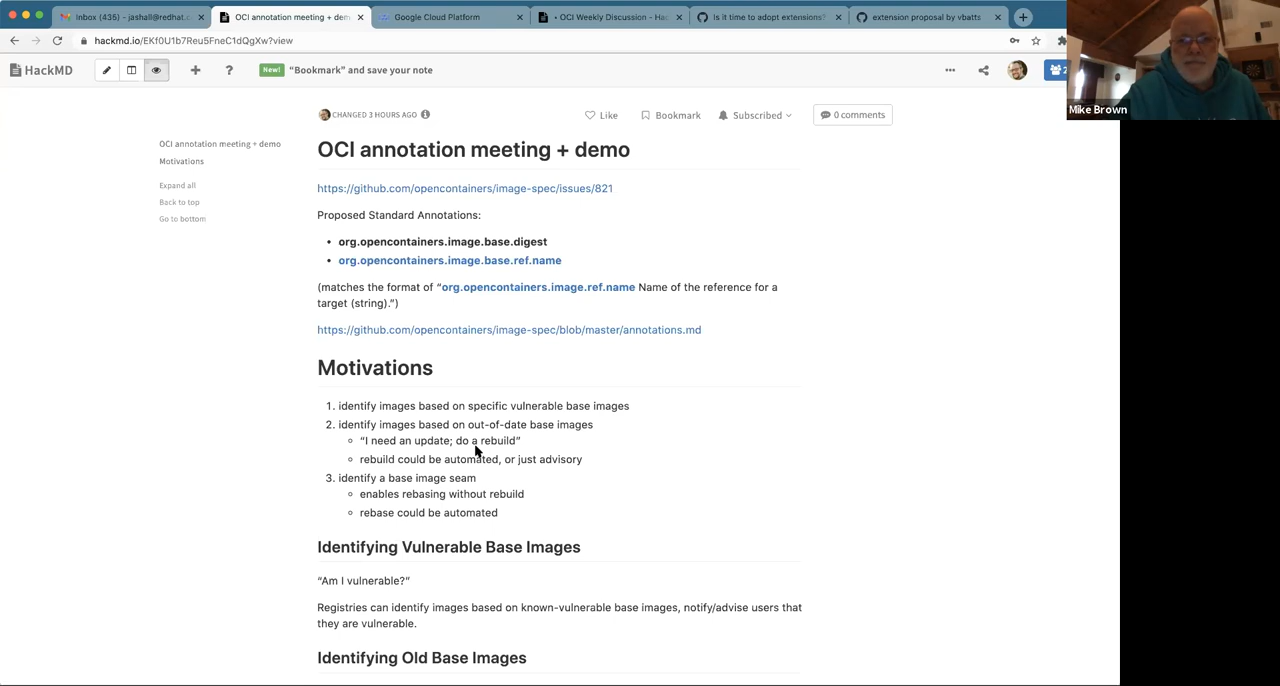 Inbox (436) - jashall@redhat.c
OCI annotation meeting + dem
Google Cloud Platform
• OCI Weekly Discussion - Hac
Is it time to adopt extensions?
extension proposal by vbatts
hackmd.io/EKf0U1b7Reu5FneC1dQgXw?view
HackMD
New! “Bookmark” and save your note
Mike Brown
CHANGED 3 HOURS AGO
Like
Bookmark
Subscribed
0 comments
OCI annotation meeting + demo
Motivations
Expand all
Back to top
Go to bottom
OCI annotation meeting + demo
https://github.com/opencontainers/image-spec/issues/821
Proposed Standard Annotations:
• org.opencontainers.image.base.digest
• org.opencontainers.image.base.ref.name
(matches the format of “org.opencontainers.image.ref.name Name of the reference for a
target (string).”)
https://github.com/opencontainers/image-spec/blob/master/annotations.md
Motivations
1. identify images based on specific vulnerable base images
2. identify images based on out-of-date base images
◦ “I need an update; do a rebuild”
◦ rebuild could be automated, or just advisory
3. identify a base image seam
◦ enables rebasing without rebuild
◦ rebase could be automated
Identifying Vulnerable Base Images
“Am I vulnerable?”
Registries can identify images based on known-vulnerable base images, notify/advise users that
they are vulnerable.
Identifying Old Base Images